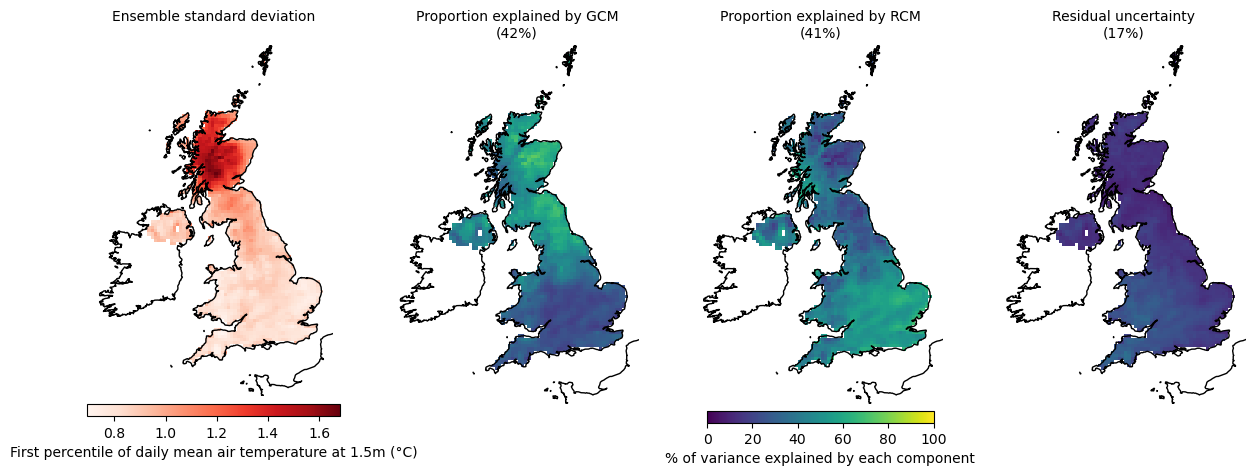 Ensemble standard deviation
Proportion explained by GCM
(42%)
Proportion explained by RCM
(41%)
Residual uncertainty
(17%)
0.8 1.0 1.2 1.4 1.6
First percentile of daily mean air temperature at 1.5m (°C)
0 20 40 60 80 100
% of variance explained by each component